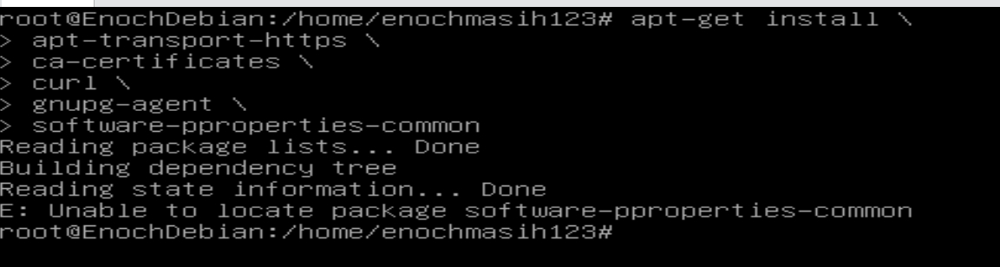 root@EnochDebian:/home/enochmasih123# apt-get install \
> apt-transport-https \
> ca-certificates \
> curl \
> gnupg-agent \
> software-pproperties-common
Reading package lists... Done
Building dependency tree
Reading state information... Done
E: Unable to locate package software-pproperties-common
root@EnochDebian:/home/enochmasih123#